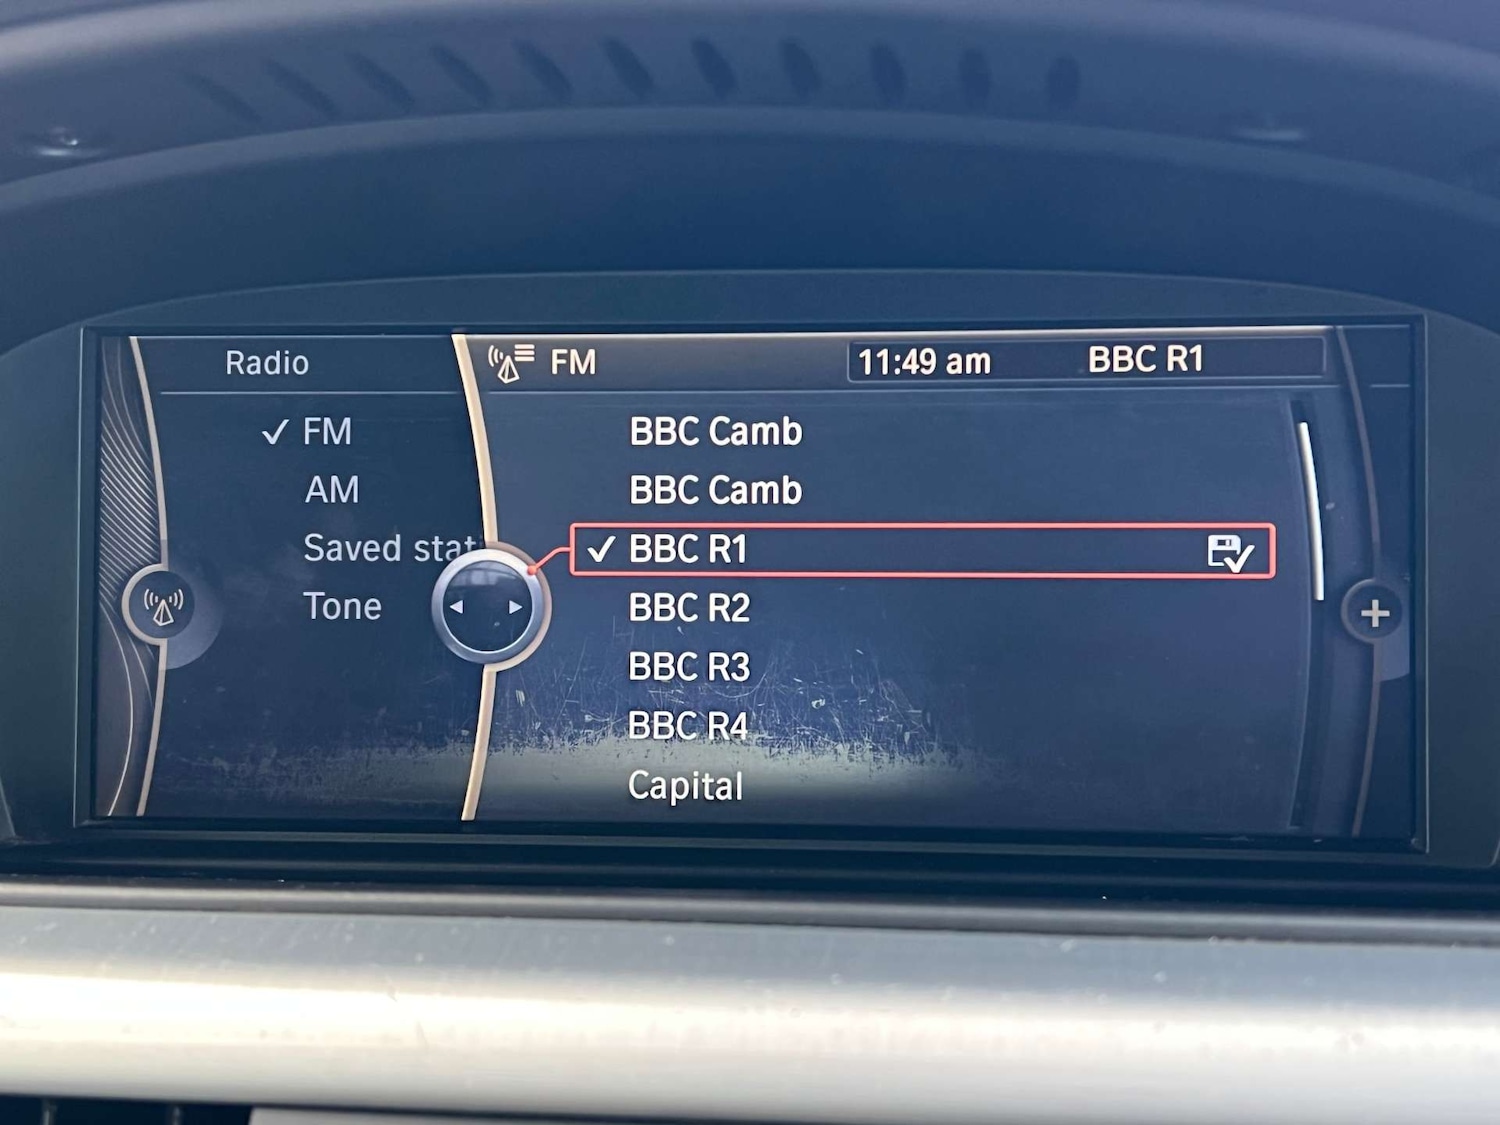 Radio
FM
11:49 am
BBC R1
✓ FM
AM
Saved stat
Tone
BBC Camb
BBC Camb
✓ BBC R1
BBC R2
BBC R3
BBC R4
Capital
+